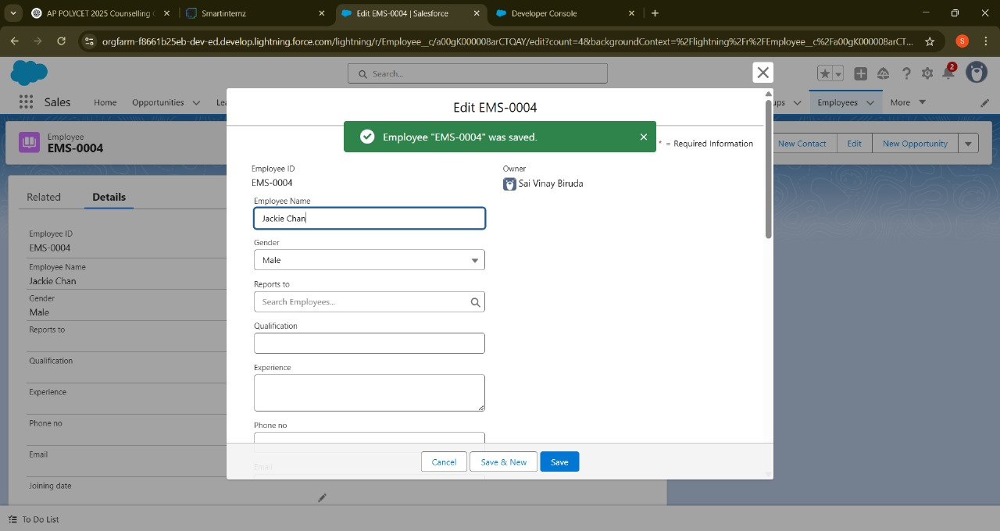 AP POLYCET 2025 Counselling
Smartinternz
Edit EMS-0004 | Salesforce
Developer Console
orgfarm-f8661b25eb-dev-ed.develop.lightning.force.com/lightning/r/Employee__c/a00gK000008arCTQAY/edit?count=4&backgroundContext=%2Flightning%2Fr%2FEmployee__c%2Fa00gK000008arCT...
S
Search...
2
Sales
Home
Opportunities
Lea
ups
Employees
More
Edit EMS-0004
Employee
EMS-0004
Employee "EMS-0004" was saved.
* = Required Information
New Contact
Edit
New Opportunity
Related
Details
Employee ID
EMS-0004
Employee Name
Jackie Chan
Gender
Male
Reports to
Qualification
Experience
Phone no
Email
Joining date
Employee ID
EMS-0004
Owner
Sai Vinay Biruda
Employee Name
Jackie Chan
Gender
Male
Reports to
Search Employees...
Qualification
Experience
Phone no
Email
Cancel
Save & New
Save
To Do List